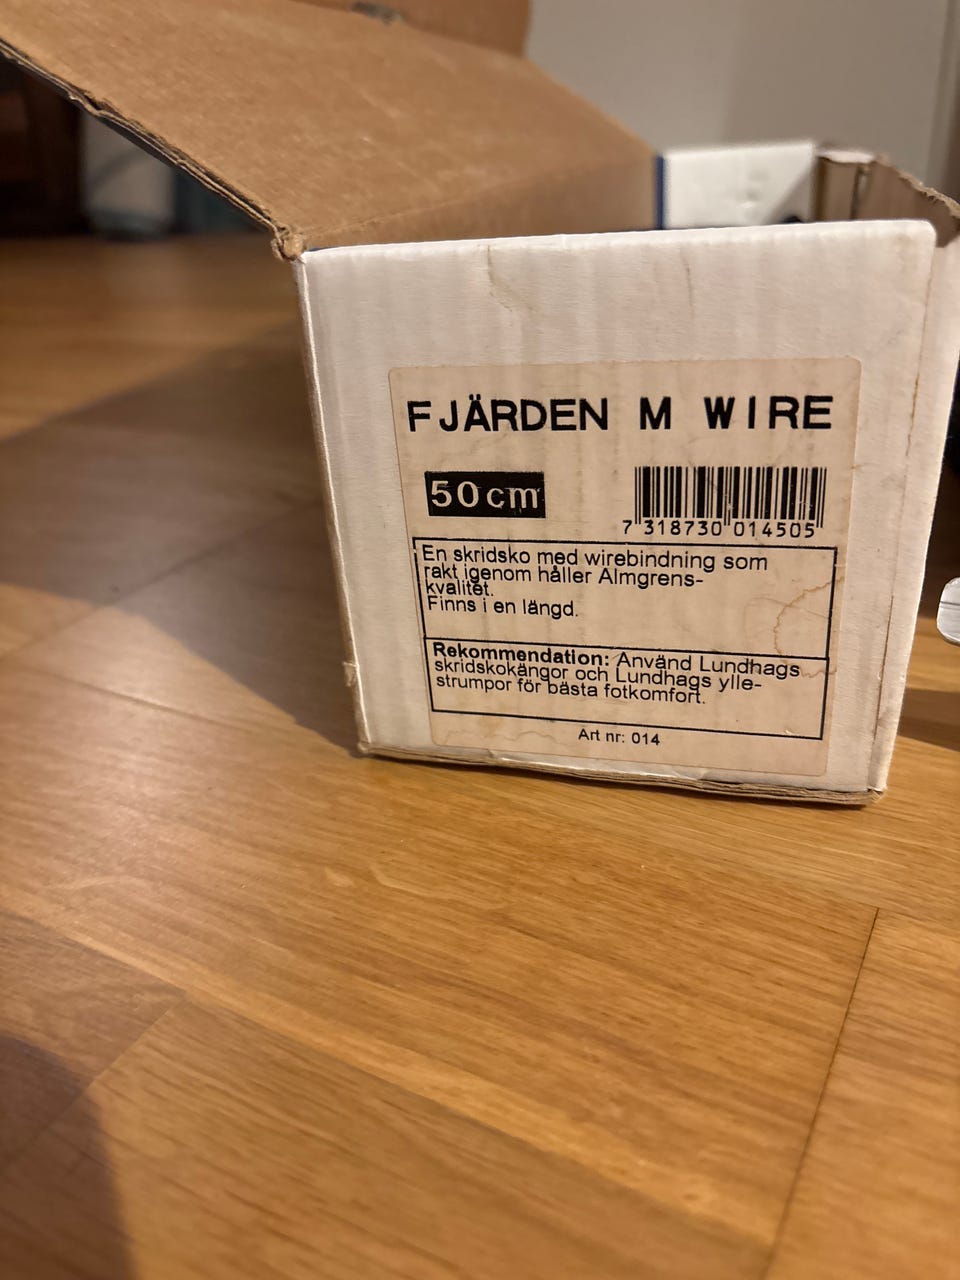 FJÄRDEN M WIRE
50cm
7 318730 014505
En skridsko med wirebindning som
rakt igenom håller Almgrens-
kvalitet.
Finns i en längd.
Rekommendation: Använd Lundhags
skridskokängor och Lundhags ylle-
strumpor för bästa fotkomfort.
Art nr: 014